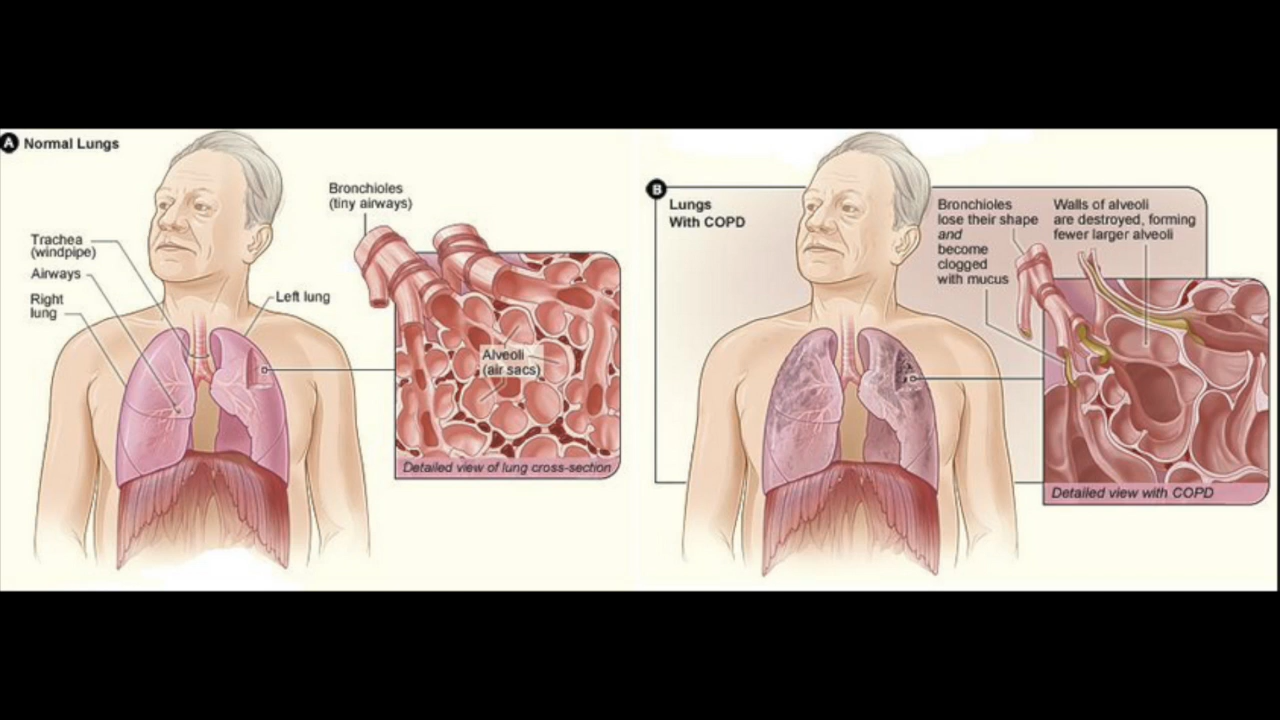 A Normal Lungs
Bronchioles
(tiny airways)
Trachea
(windpipe)
Airways
Right
lung
Left lung
Alveoli
(air sacs)
Detailed view of lung cross-section
B
Lungs
With COPD
Bronchioles
lose their shape
and
become
clogged
with mucus
Walls of alveoli
are destroyed, forming
fewer larger alveoli
Detailed view with COPD